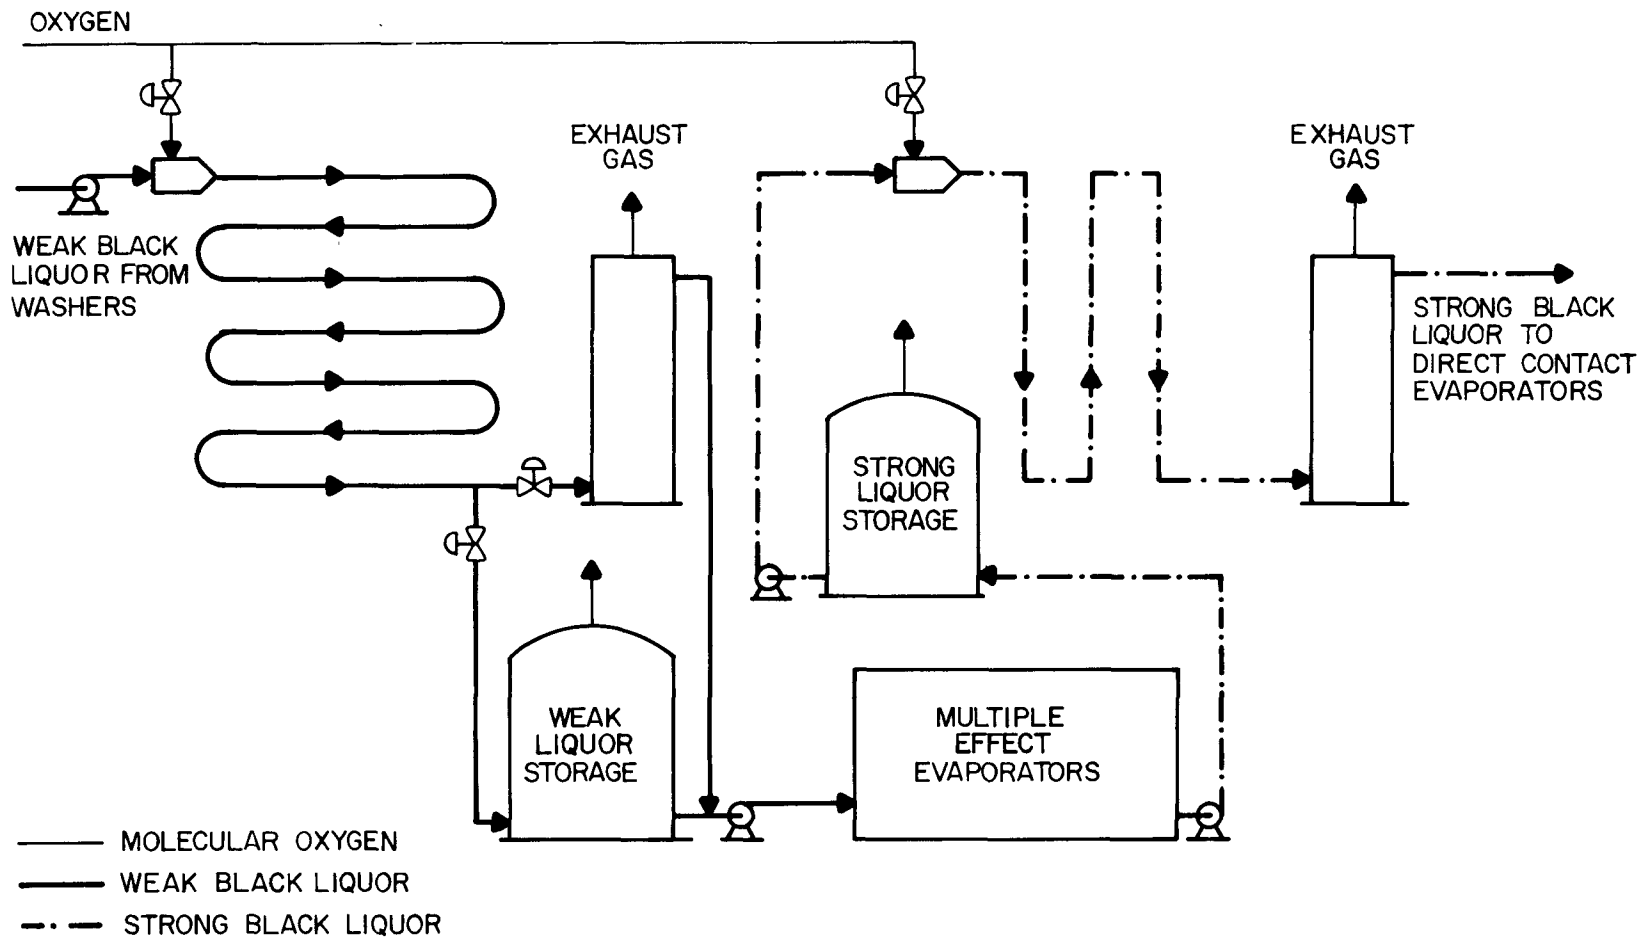 OXYGEN
EXHAUST
GAS
EXHAUST
GAS
WEAK BLACK
LIQUOR FROM
WASHERS
STRONG BLACK
LIQUOR TO
DIRECT CONTACT
EVAPORATORS
STRONG
LIQUOR
STORAGE
WEAK
LIQUOR
STORAGE
MULTIPLE
EFFECT
EVAPORATORS
MOLECULAR OXYGEN
WEAK BLACK LIQUOR
STRONG BLACK LIQUOR